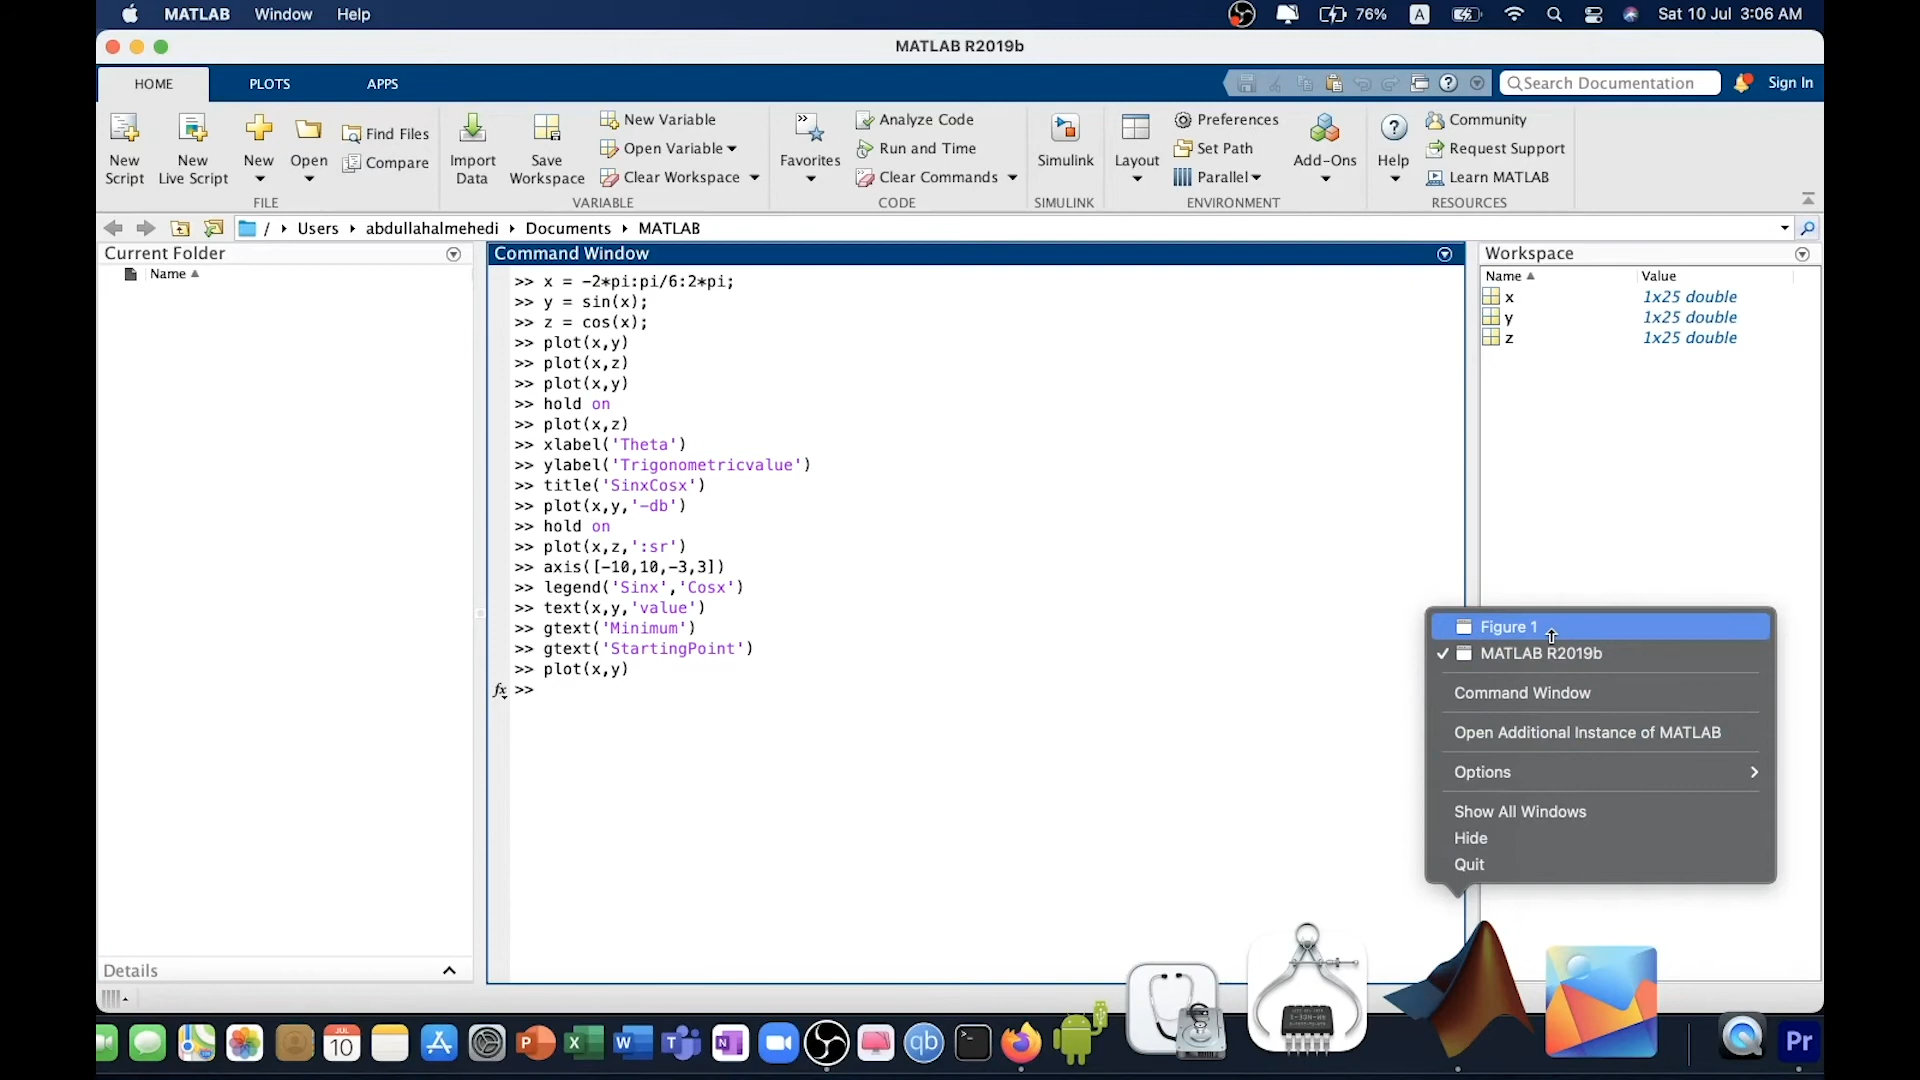 MATLAB Window Help
76% A Sat 10 Jul 3:06 AM
MATLAB R2019b
HOME PLOTS APPS
Search Documentation
Sign In
New Script
New Live Script
New
Open
Find Files
Compare
FILE
Import Data
Save Workspace
New Variable
Open Variable
Clear Workspace
VARIABLE
Favorites
Analyze Code
Run and Time
Clear Commands
CODE
Simulink
SIMULINK
Layout
Preferences
Set Path
Parallel
Add-Ons
ENVIRONMENT
Help
Community
Request Support
Learn MATLAB
RESOURCES
/ Users abdullahalmehedi Documents MATLAB
Current Folder
Name
Command Window
>> x = -2*pi:pi/6:2*pi;
>> y = sin(x);
>> z = cos(x);
>> plot(x,y)
>> plot(x,z)
>> plot(x,y)
>> hold on
>> plot(x,z)
>> xlabel('Theta')
>> ylabel('Trigonometricvalue')
>> title('SinxCosx')
>> plot(x,y,'-db')
>> hold on
>> plot(x,z,':sr')
>> axis([-10,10,-3,3])
>> legend('Sinx','Cosx')
>> text(x,y,'value')
>> gtext('Minimum')
>> gtext('StartingPoint')
>> plot(x,y)
fx >>
Workspace
Name Value
x 1x25 double
y 1x25 double
z 1x25 double
Figure 1
MATLAB R2019b
Command Window
Open Additional Instance of MATLAB
Options
Show All Windows
Hide
Quit
Details
JUL
10
P
X
W
T
N
qb
>_
Pr